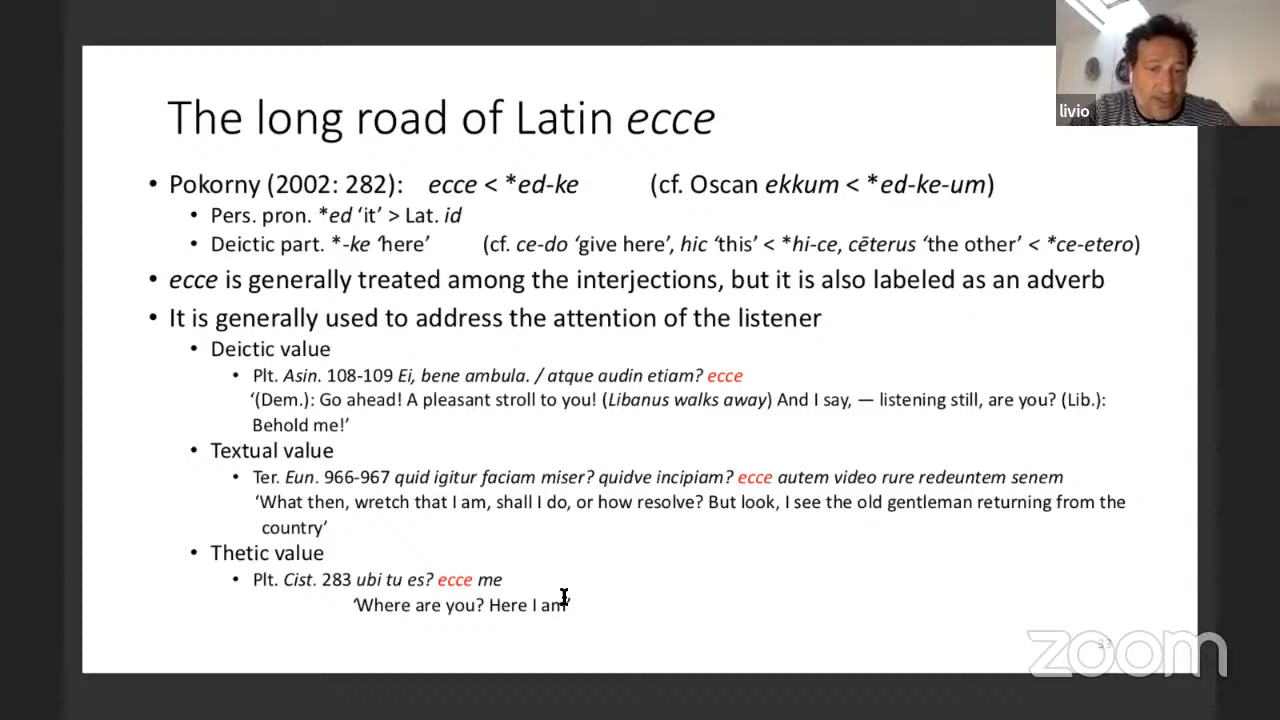 The long road of Latin ecce
livio
• Pokorny (2002: 282): ecce < *ed-ke (cf. Oscan ekkum < *ed-ke-um)
• Pers. pron. *ed ‘it’ > Lat. id
• Deictic part. *-ke ‘here’ (cf. ce-do ‘give here’, hic ‘this’ < *hi-ce, cēterus ‘the other’ < *ce-etero)
• ecce is generally treated among the interjections, but it is also labeled as an adverb
• It is generally used to address the attention of the listener
• Deictic value
• Plt. Asin. 108-109 Ei, bene ambula. / atque audin etiam? ecce
‘(Dem.): Go ahead! A pleasant stroll to you! (Libanus walks away) And I say, — listening still, are you? (Lib.):
Behold me!’
• Textual value
• Ter. Eun. 966-967 quid igitur faciam miser? quidve incipiam? ecce autem video rure redeuntem senem
‘What then, wretch that I am, shall I do, or how resolve? But look, I see the old gentleman returning from the
country’
• Thetic value
• Plt. Cist. 283 ubi tu es? ecce me
‘Where are you? Here I am’
zoom